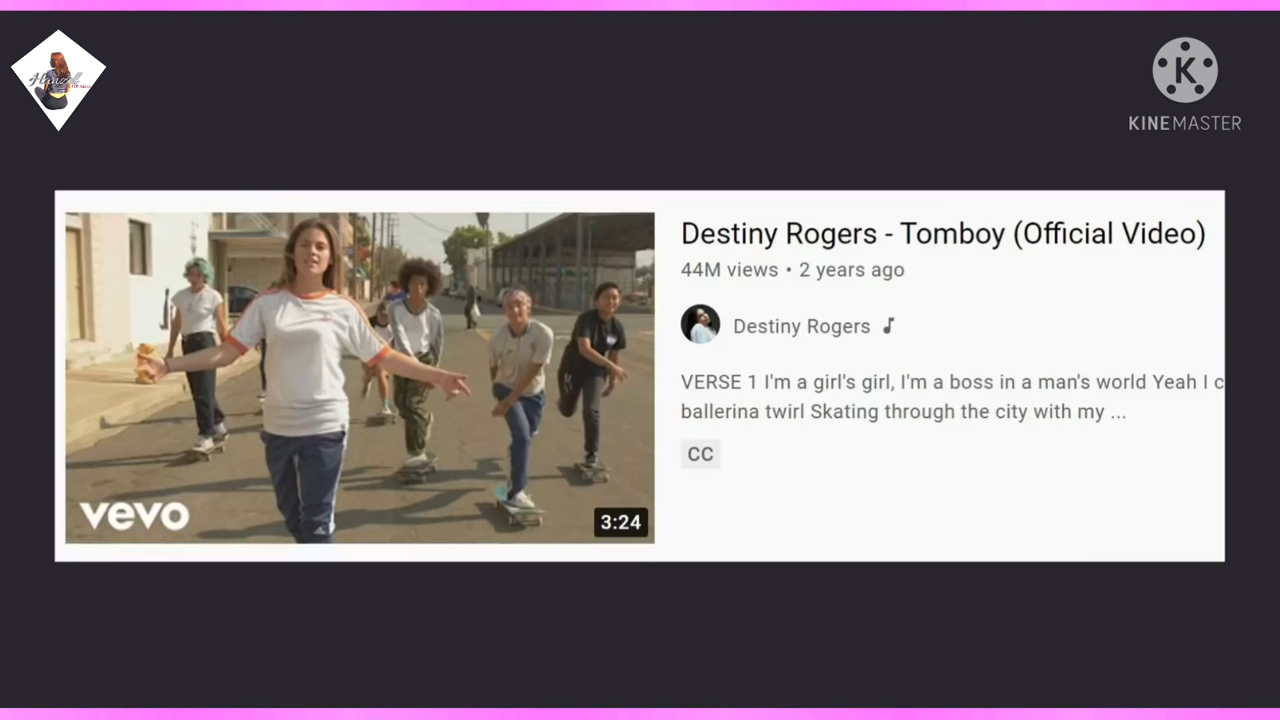 KINEMASTER
Destiny Rogers - Tomboy (Official Video)
44M views • 2 years ago
Destiny Rogers
VERSE 1 I'm a girl's girl, I'm a boss in a man's world Yeah I c
ballerina twirl Skating through the city with my ...
CC
vevo
3:24